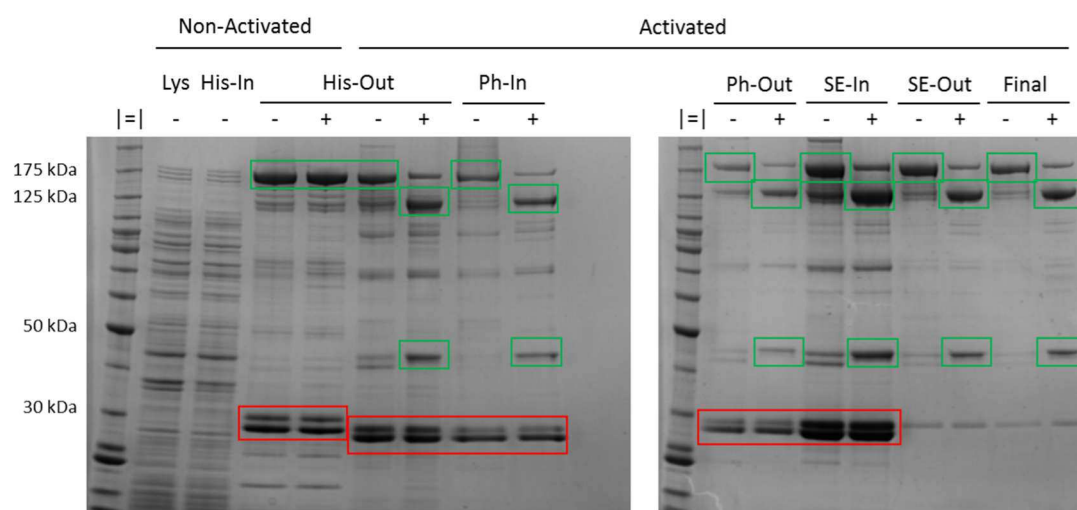 Non-Activated Activated
Lys His-In His-Out Ph-In Ph-Out SE-In SE-Out Final
|=| - - - + - + - + |=| - + - + - + - +
175 kDa
125 kDa
50 kDa
30 kDa